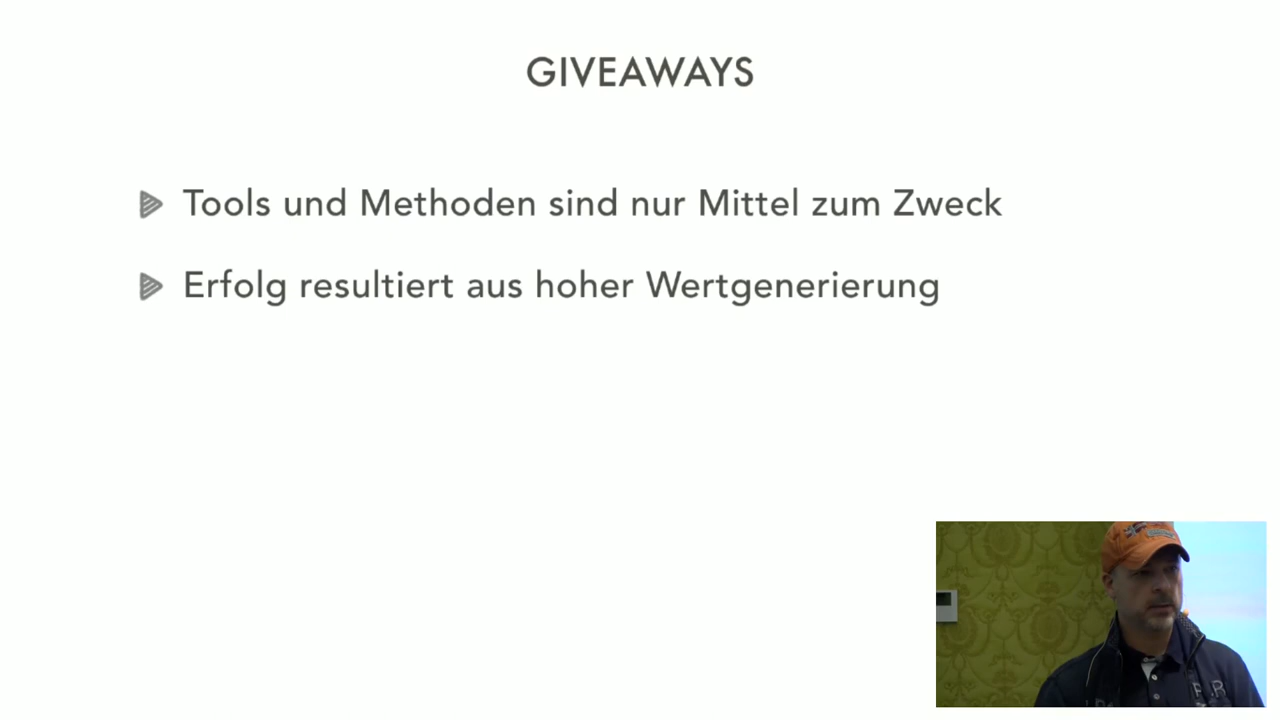 GIVEAWAYS
Tools und Methoden sind nur Mittel zum Zweck
Erfolg resultiert aus hoher Wertgenerierung